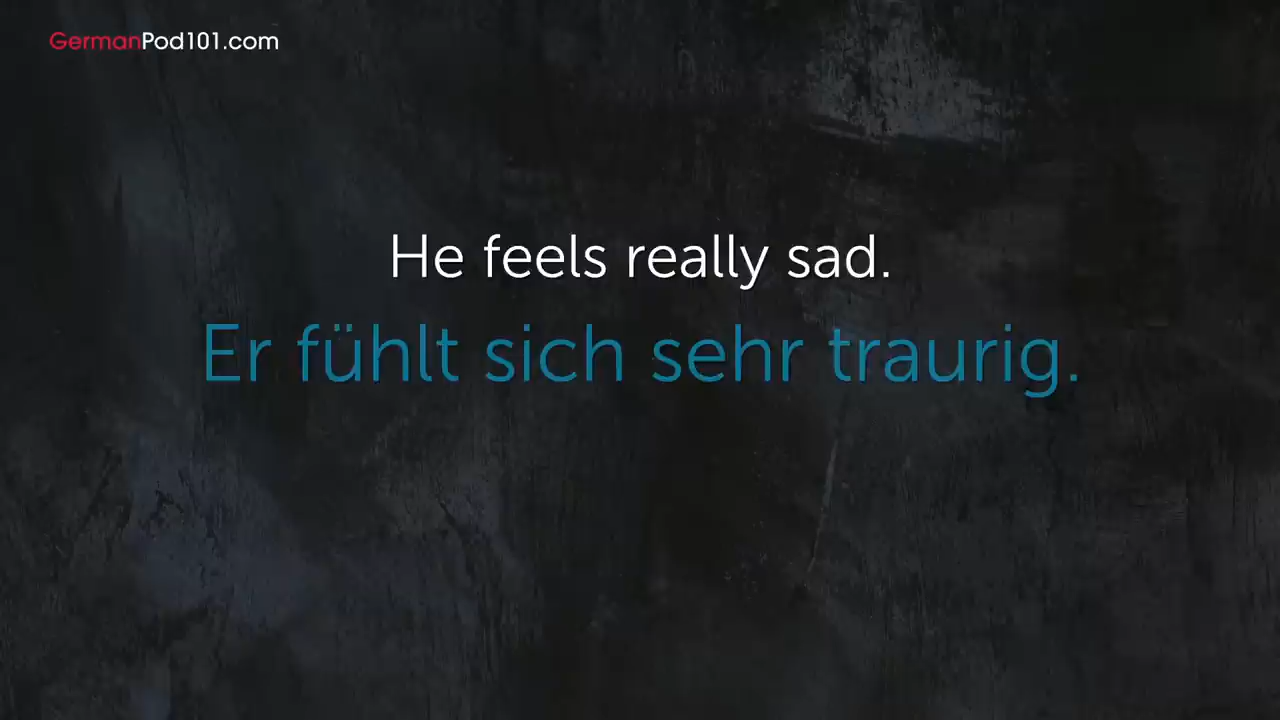 GermanPod101.com
He feels really sad.
Er fühlt sich sehr traurig.